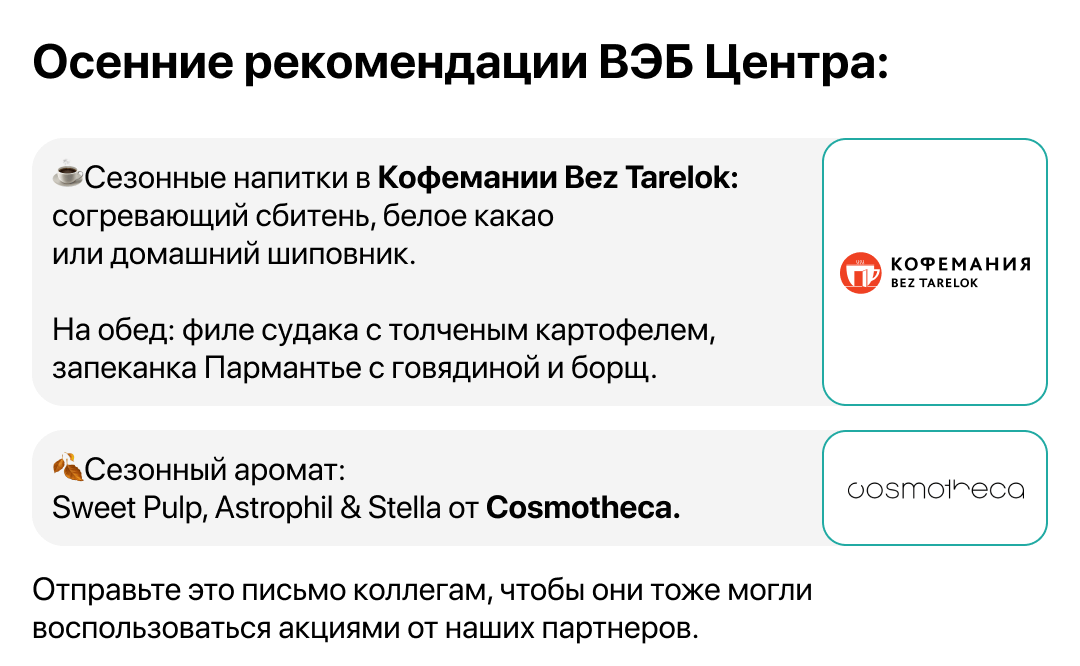 Осенние рекомендации ВЭБ Центра:
☕Сезонные напитки в Кофемании Bez Tarelok:
согревающий сбитень, белое какао
или домашний шиповник.
На обед: филе судака с толченым картофелем,
запеканка Пармантье с говядиной и борщ.
КОФЕМАНИЯ
BEZ TARELOK
🍂Сезонный аромат:
Sweet Pulp, Astrophil & Stella от Cosmotheca.
cosmotheca
Отправьте это письмо коллегам, чтобы они тоже могли
воспользоваться акциями от наших партнеров.